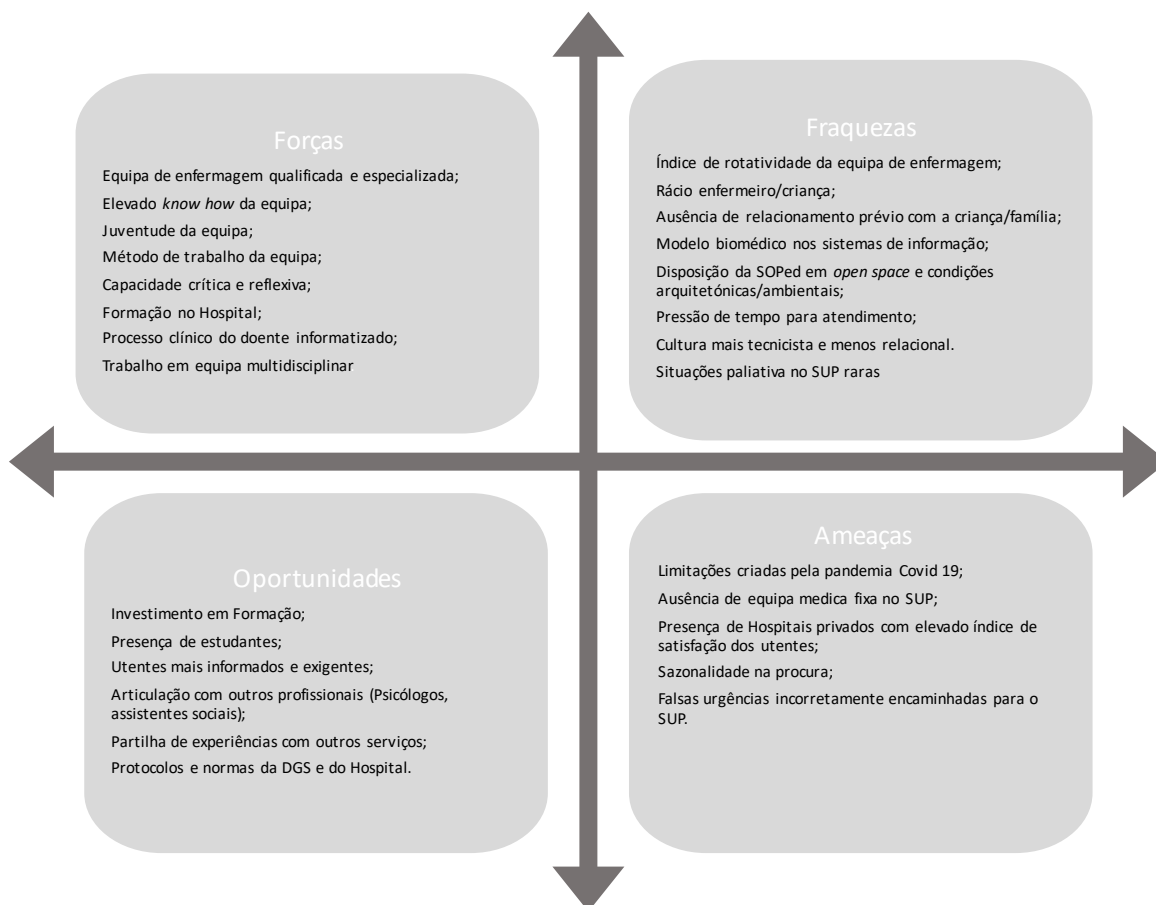 Forças
Equipa de enfermagem qualificada e especializada;
Elevado know how da equipa;
Juventude da equipa;
Método de trabalho da equipa;
Capacidade crítica e reflexiva;
Formação no Hospital;
Processo clínico do doente informatizado;
Trabalho em equipa multidisciplinar
Fraquezas
Índice de rotatividade da equipa de enfermagem;
Rácio enfermeiro/criança;
Ausência de relacionamento prévio com a criança/família;
Modelo biomédico nos sistemas de informação;
Disposição da SOPed em open space e condições
arquitetónicas/ambientais;
Pressão de tempo para atendimento;
Cultura mais tecnicista e menos relacional.
Situações paliativa no SUP raras
Oportunidades
Investimento em Formação;
Presença de estudantes;
Utentes mais informados e exigentes;
Articulação com outros profissionais (Psicólogos,
assistentes sociais);
Partilha de experiências com outros serviços;
Protocolos e normas da DGS e do Hospital.
Ameaças
Limitações criadas pela pandemia Covid 19;
Ausência de equipa medica fixa no SUP;
Presença de Hospitais privados com elevado índice de
satisfação dos utentes;
Sazonalidade na procura;
Falsas urgências incorretamente encaminhadas para o
SUP.